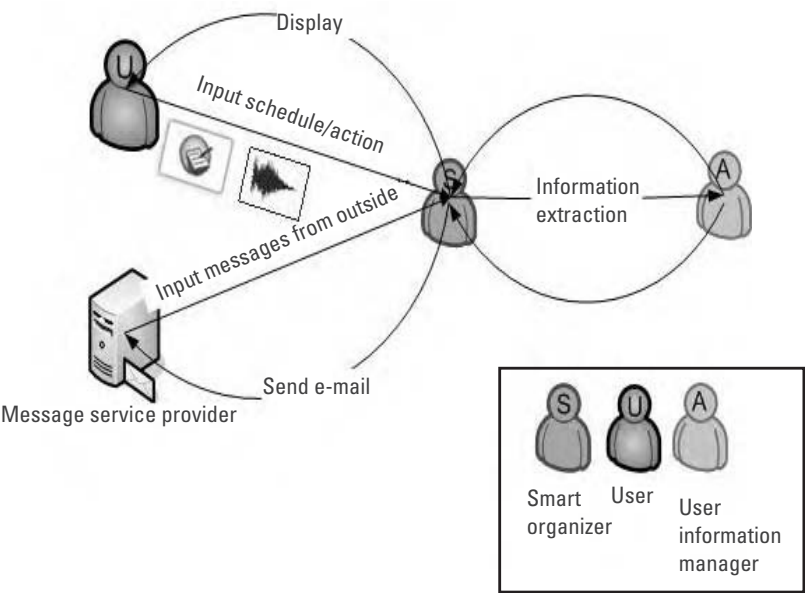 Display
U
Input schedule/action
S
A
Information
extraction
Input messages from outside
Send e-mail
Message service provider
S
U
A
Smart
organizer
User
User
information
manager